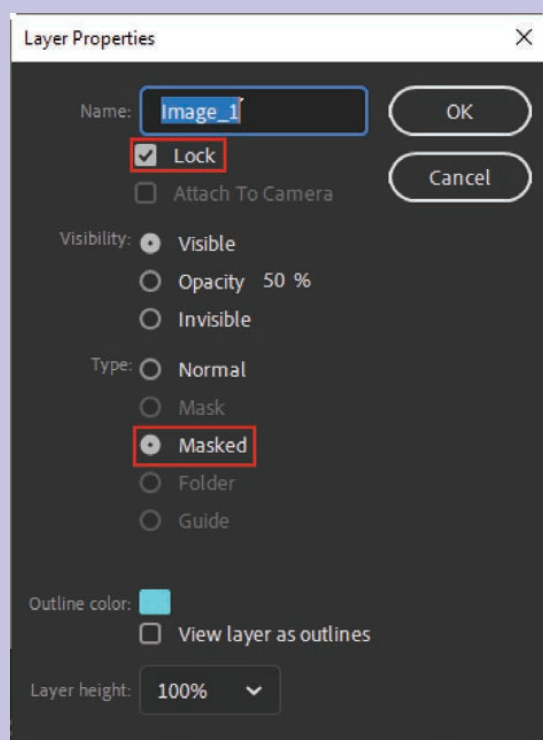 Layer Properties
Name: Image_1 OK
Lock
Cancel
Attach To Camera
Visibility: Visible
Opacity 50 %
Invisible
Type: Normal
Mask
Masked
Folder
Guide
Outline color:
View layer as outlines
Layer height: 100%